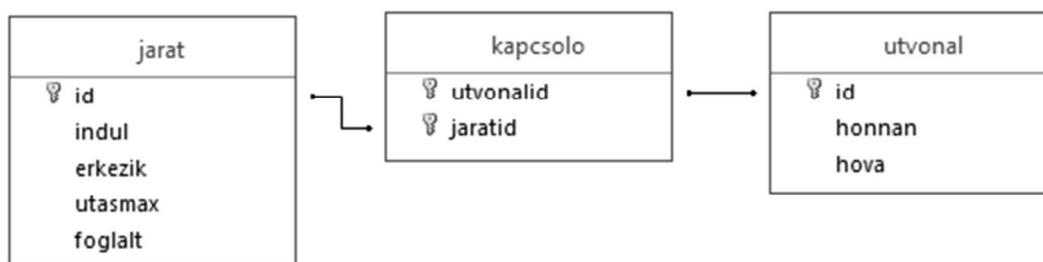 jarat
id
indul
erkezik
utasmax
foglalt
kapcsolo
utvonalid
jaratid
utvonal
id
honnan
hova